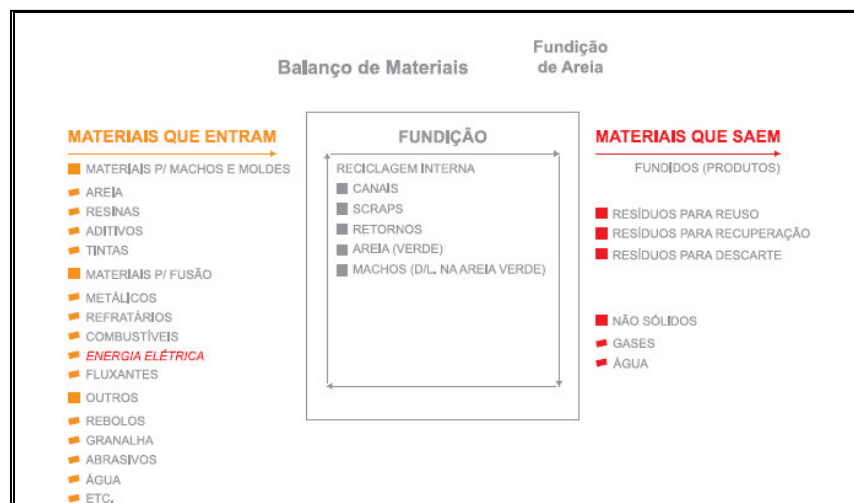 Balanço de Materiais
Fundição
de Areia
MATERIAIS QUE ENTRAM
MATERIAIS P/ MACHOS E MOLDES
AREIA
RESINAS
ADITIVOS
TINTAS
MATERIAIS P/ FUSÃO
METÁLICOS
REFRATÁRIOS
COMBUSTÍVEIS
ENERGIA ELÉTRICA
FLUXANTES
OUTROS
REBOLOS
GRANALHA
ABRASIVOS
ÁGUA
ETC.
FUNDIÇÃO
RECICLAGEM INTERNA
CANAIS
SCRAPS
RETORNOS
AREIA (VERDE)
MACHOS (D/L. NA AREIA VERDE)
MATERIAIS QUE SAEM
FUNDIDOS (PRODUTOS)
RESÍDUOS PARA REUSO
RESÍDUOS PARA RECUPERAÇÃO
RESÍDUOS PARA DESCARTE
NÃO SÓLIDOS
GASES
ÁGUA